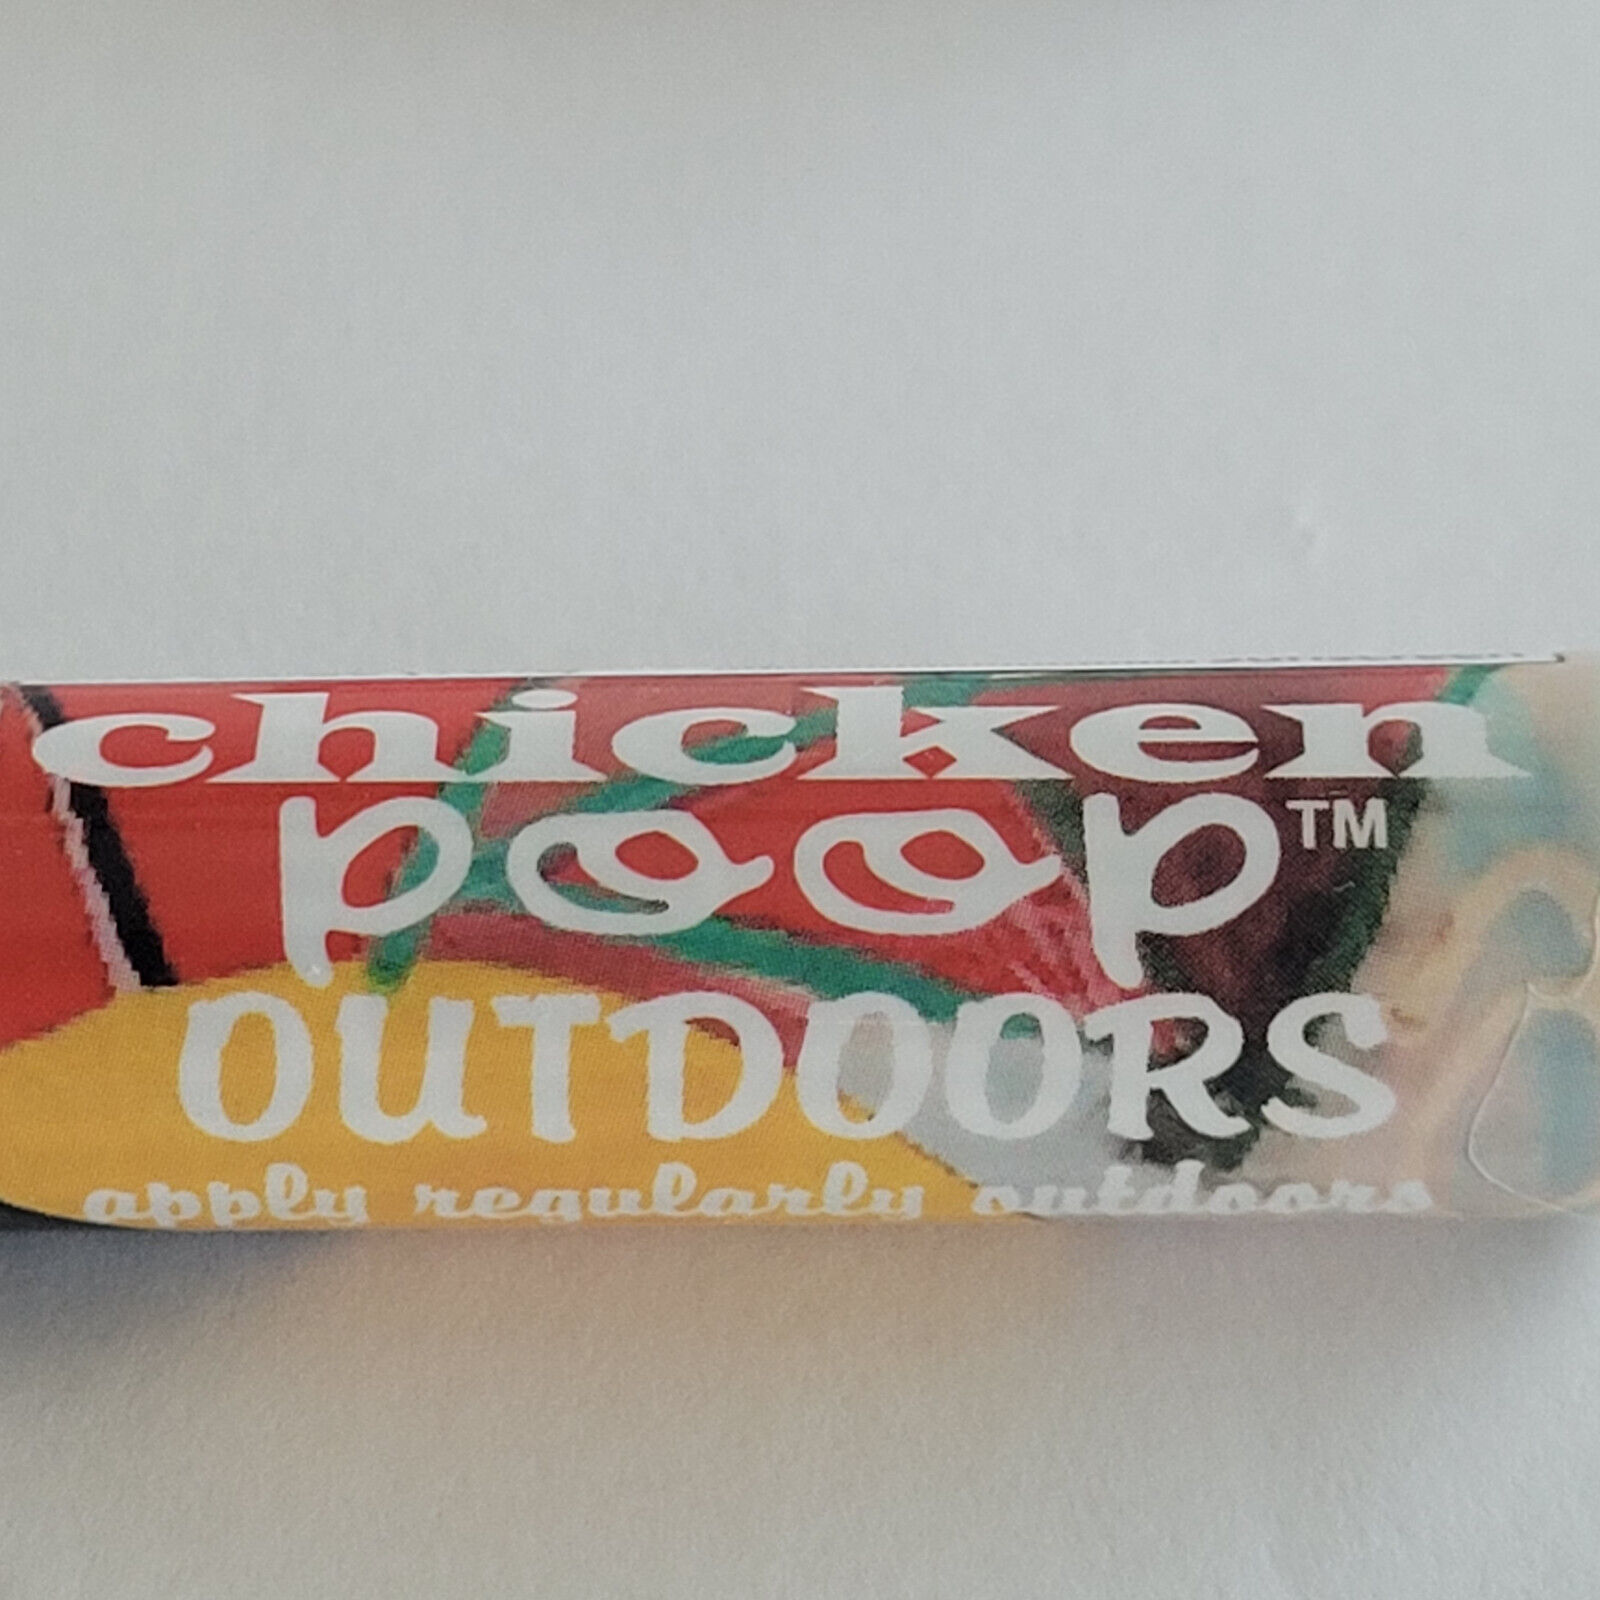 chicken
poop™
OUTDOORS
apply regularly outdoors